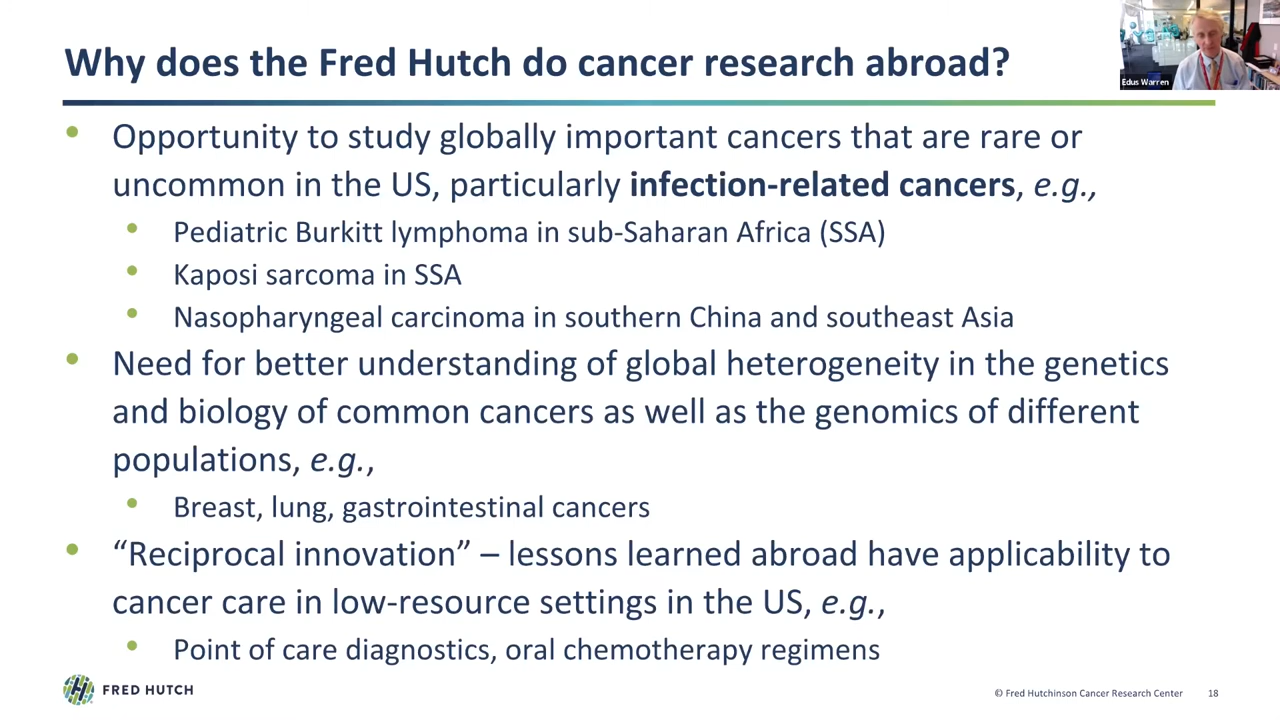 Why does the Fred Hutch do cancer research abroad?
Edus Warren
• Opportunity to study globally important cancers that are rare or
uncommon in the US, particularly infection-related cancers, e.g.,
• Pediatric Burkitt lymphoma in sub-Saharan Africa (SSA)
• Kaposi sarcoma in SSA
• Nasopharyngeal carcinoma in southern China and southeast Asia
• Need for better understanding of global heterogeneity in the genetics
and biology of common cancers as well as the genomics of different
populations, e.g.,
• Breast, lung, gastrointestinal cancers
• “Reciprocal innovation” – lessons learned abroad have applicability to
cancer care in low-resource settings in the US, e.g.,
• Point of care diagnostics, oral chemotherapy regimens
FRED HUTCH
© Fred Hutchinson Cancer Research Center 18